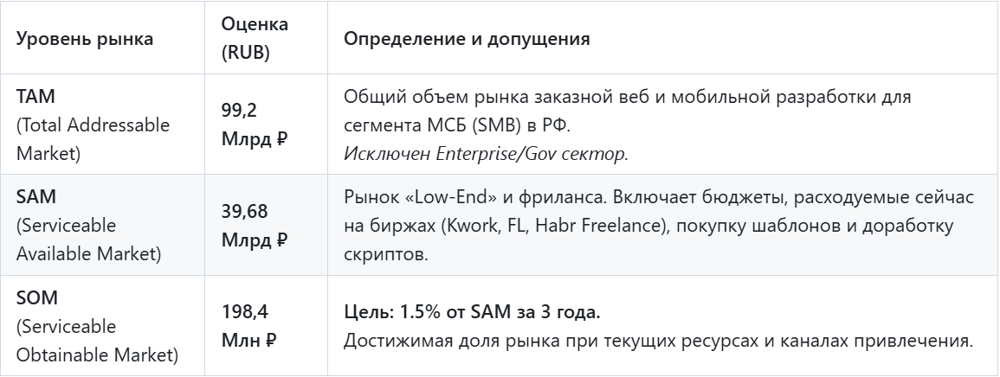 Уровень рынка
Оценка
(RUB)
Определение и допущения
TAM
(Total Addressable
Market)
99,2
Млрд ₽
Общий объем рынка заказной веб и мобильной разработки для
сегмента МСБ (SMB) в РФ.
Исключен Enterprise/Gov сектор.
SAM
(Serviceable
Available Market)
39,68
Млрд ₽
Рынок «Low-End» и фриланса. Включает бюджеты, расходуемые сейчас
на биржах (Kwork, FL, Habr Freelance), покупку шаблонов и доработку
скриптов.
SOM
(Serviceable
Obtainable Market)
198,4
Млн ₽
Цель: 1.5% от SAM за 3 года.
Достижимая доля рынка при текущих ресурсах и каналах привлечения.